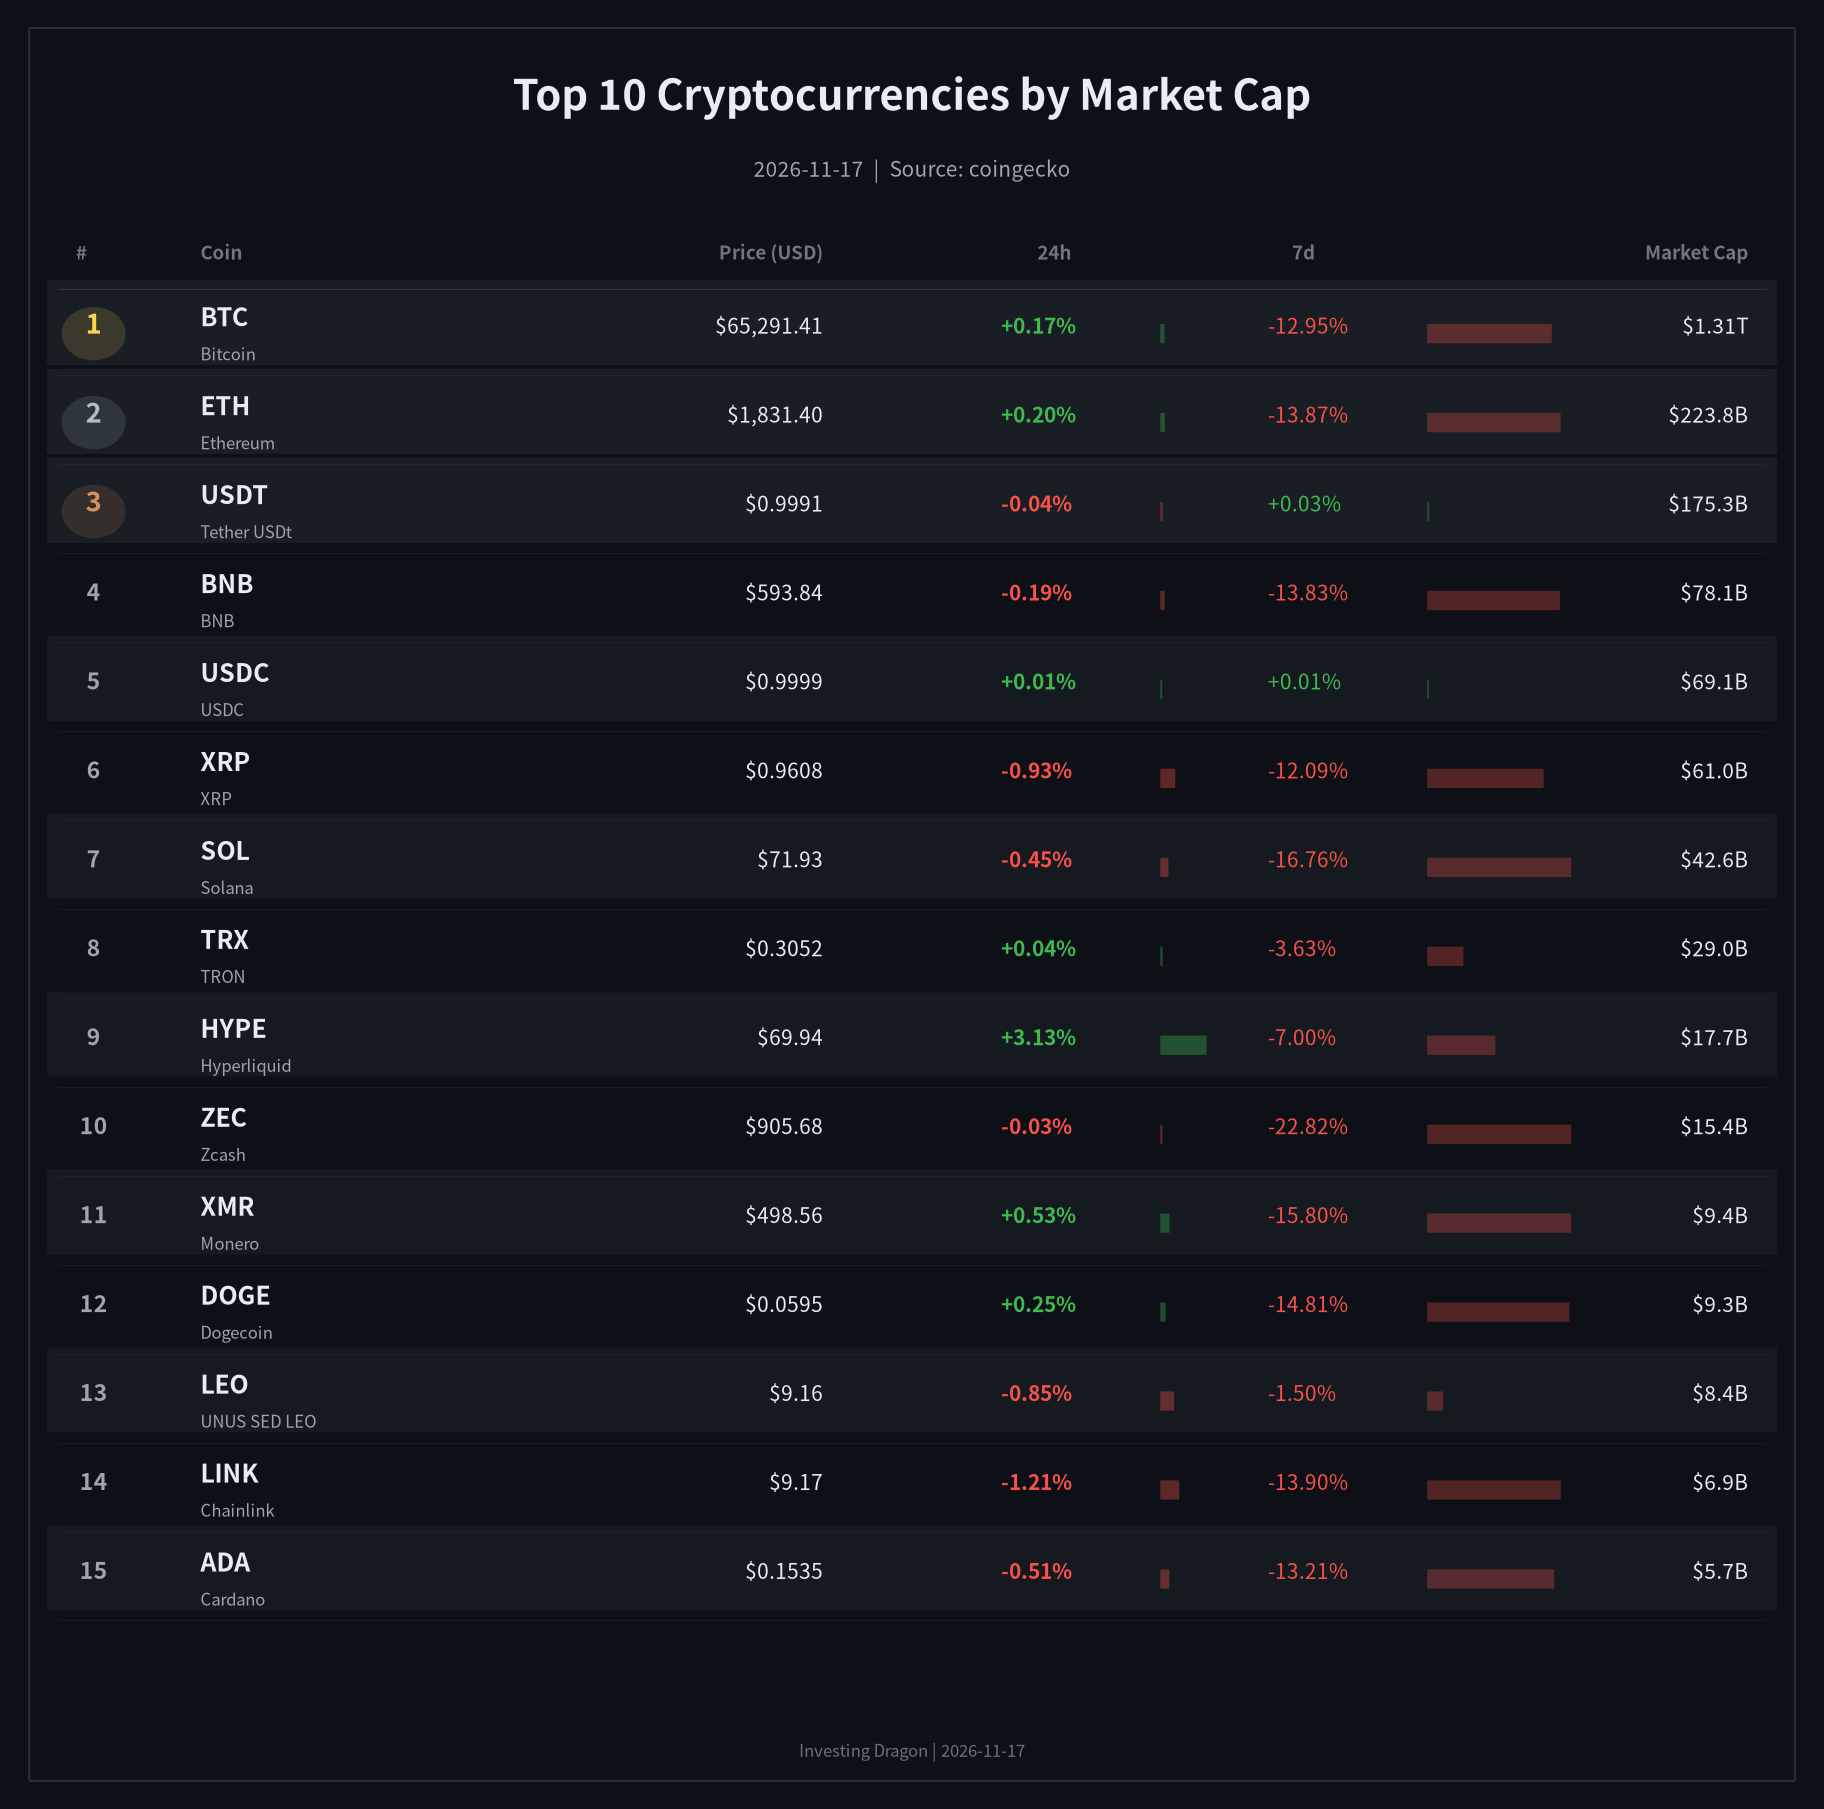 Top 10 Cryptocurrencies by Market Cap
2026-11-17 | Source: coingecko
# Coin Price (USD) 24h 7d Market Cap
1 BTC $65,291.41 +0.17% -12.95% $1.31T
Bitcoin
2 ETH $1,831.40 +0.20% -13.87% $223.8B
Ethereum
3 USDT $0.9991 -0.04% +0.03% $175.3B
Tether USDt
4 BNB $593.84 -0.19% -13.83% $78.1B
BNB
5 USDC $0.9999 +0.01% +0.01% $69.1B
USDC
6 XRP $0.9608 -0.93% -12.09% $61.0B
XRP
7 SOL $71.93 -0.45% -16.76% $42.6B
Solana
8 TRX $0.3052 +0.04% -3.63% $29.0B
TRON
9 HYPE $69.94 +3.13% -7.00% $17.7B
Hyperliquid
10 ZEC $905.68 -0.03% -22.82% $15.4B
Zcash
11 XMR $498.56 +0.53% -15.80% $9.4B
Monero
12 DOGE $0.0595 +0.25% -14.81% $9.3B
Dogecoin
13 LEO $9.16 -0.85% -1.50% $8.4B
UNUS SED LEO
14 LINK $9.17 -1.21% -13.90% $6.9B
Chainlink
15 ADA $0.1535 -0.51% -13.21% $5.7B
Cardano
Investing Dragon | 2026-11-17